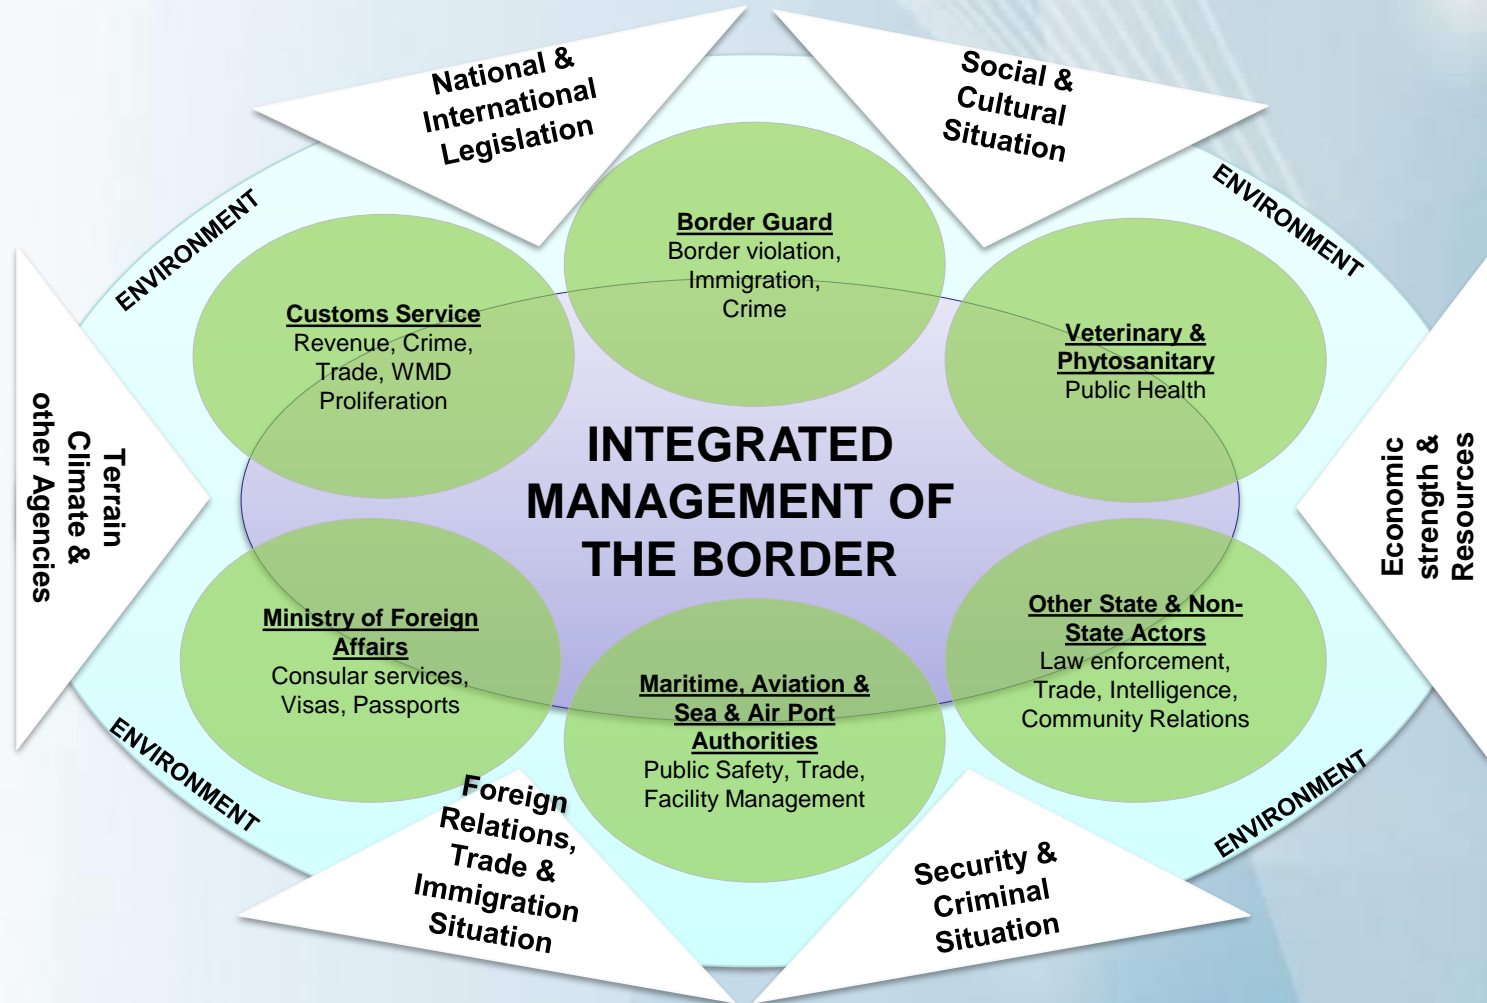 National &
International
Legislation
Social &
Cultural
Situation
ENVIRONMENT
ENVIRONMENT
Border Guard
Border violation,
Immigration,
Crime
Customs Service
Revenue, Crime,
Trade, WMD
Proliferation
Veterinary &
Phytosanitary
Public Health
Terrain
Climate &
other Agencies
INTEGRATED
MANAGEMENT OF
THE BORDER
Economic
strength &
Resources
Ministry of Foreign
Affairs
Consular services,
Visas, Passports
Maritime, Aviation &
Sea & Air Port
Authorities
Public Safety, Trade,
Facility Management
Other State & Non-
State Actors
Law enforcement,
Trade, Intelligence,
Community Relations
ENVIRONMENT
ENVIRONMENT
Foreign
Relations,
Trade &
Immigration
Situation
Security &
Criminal
Situation